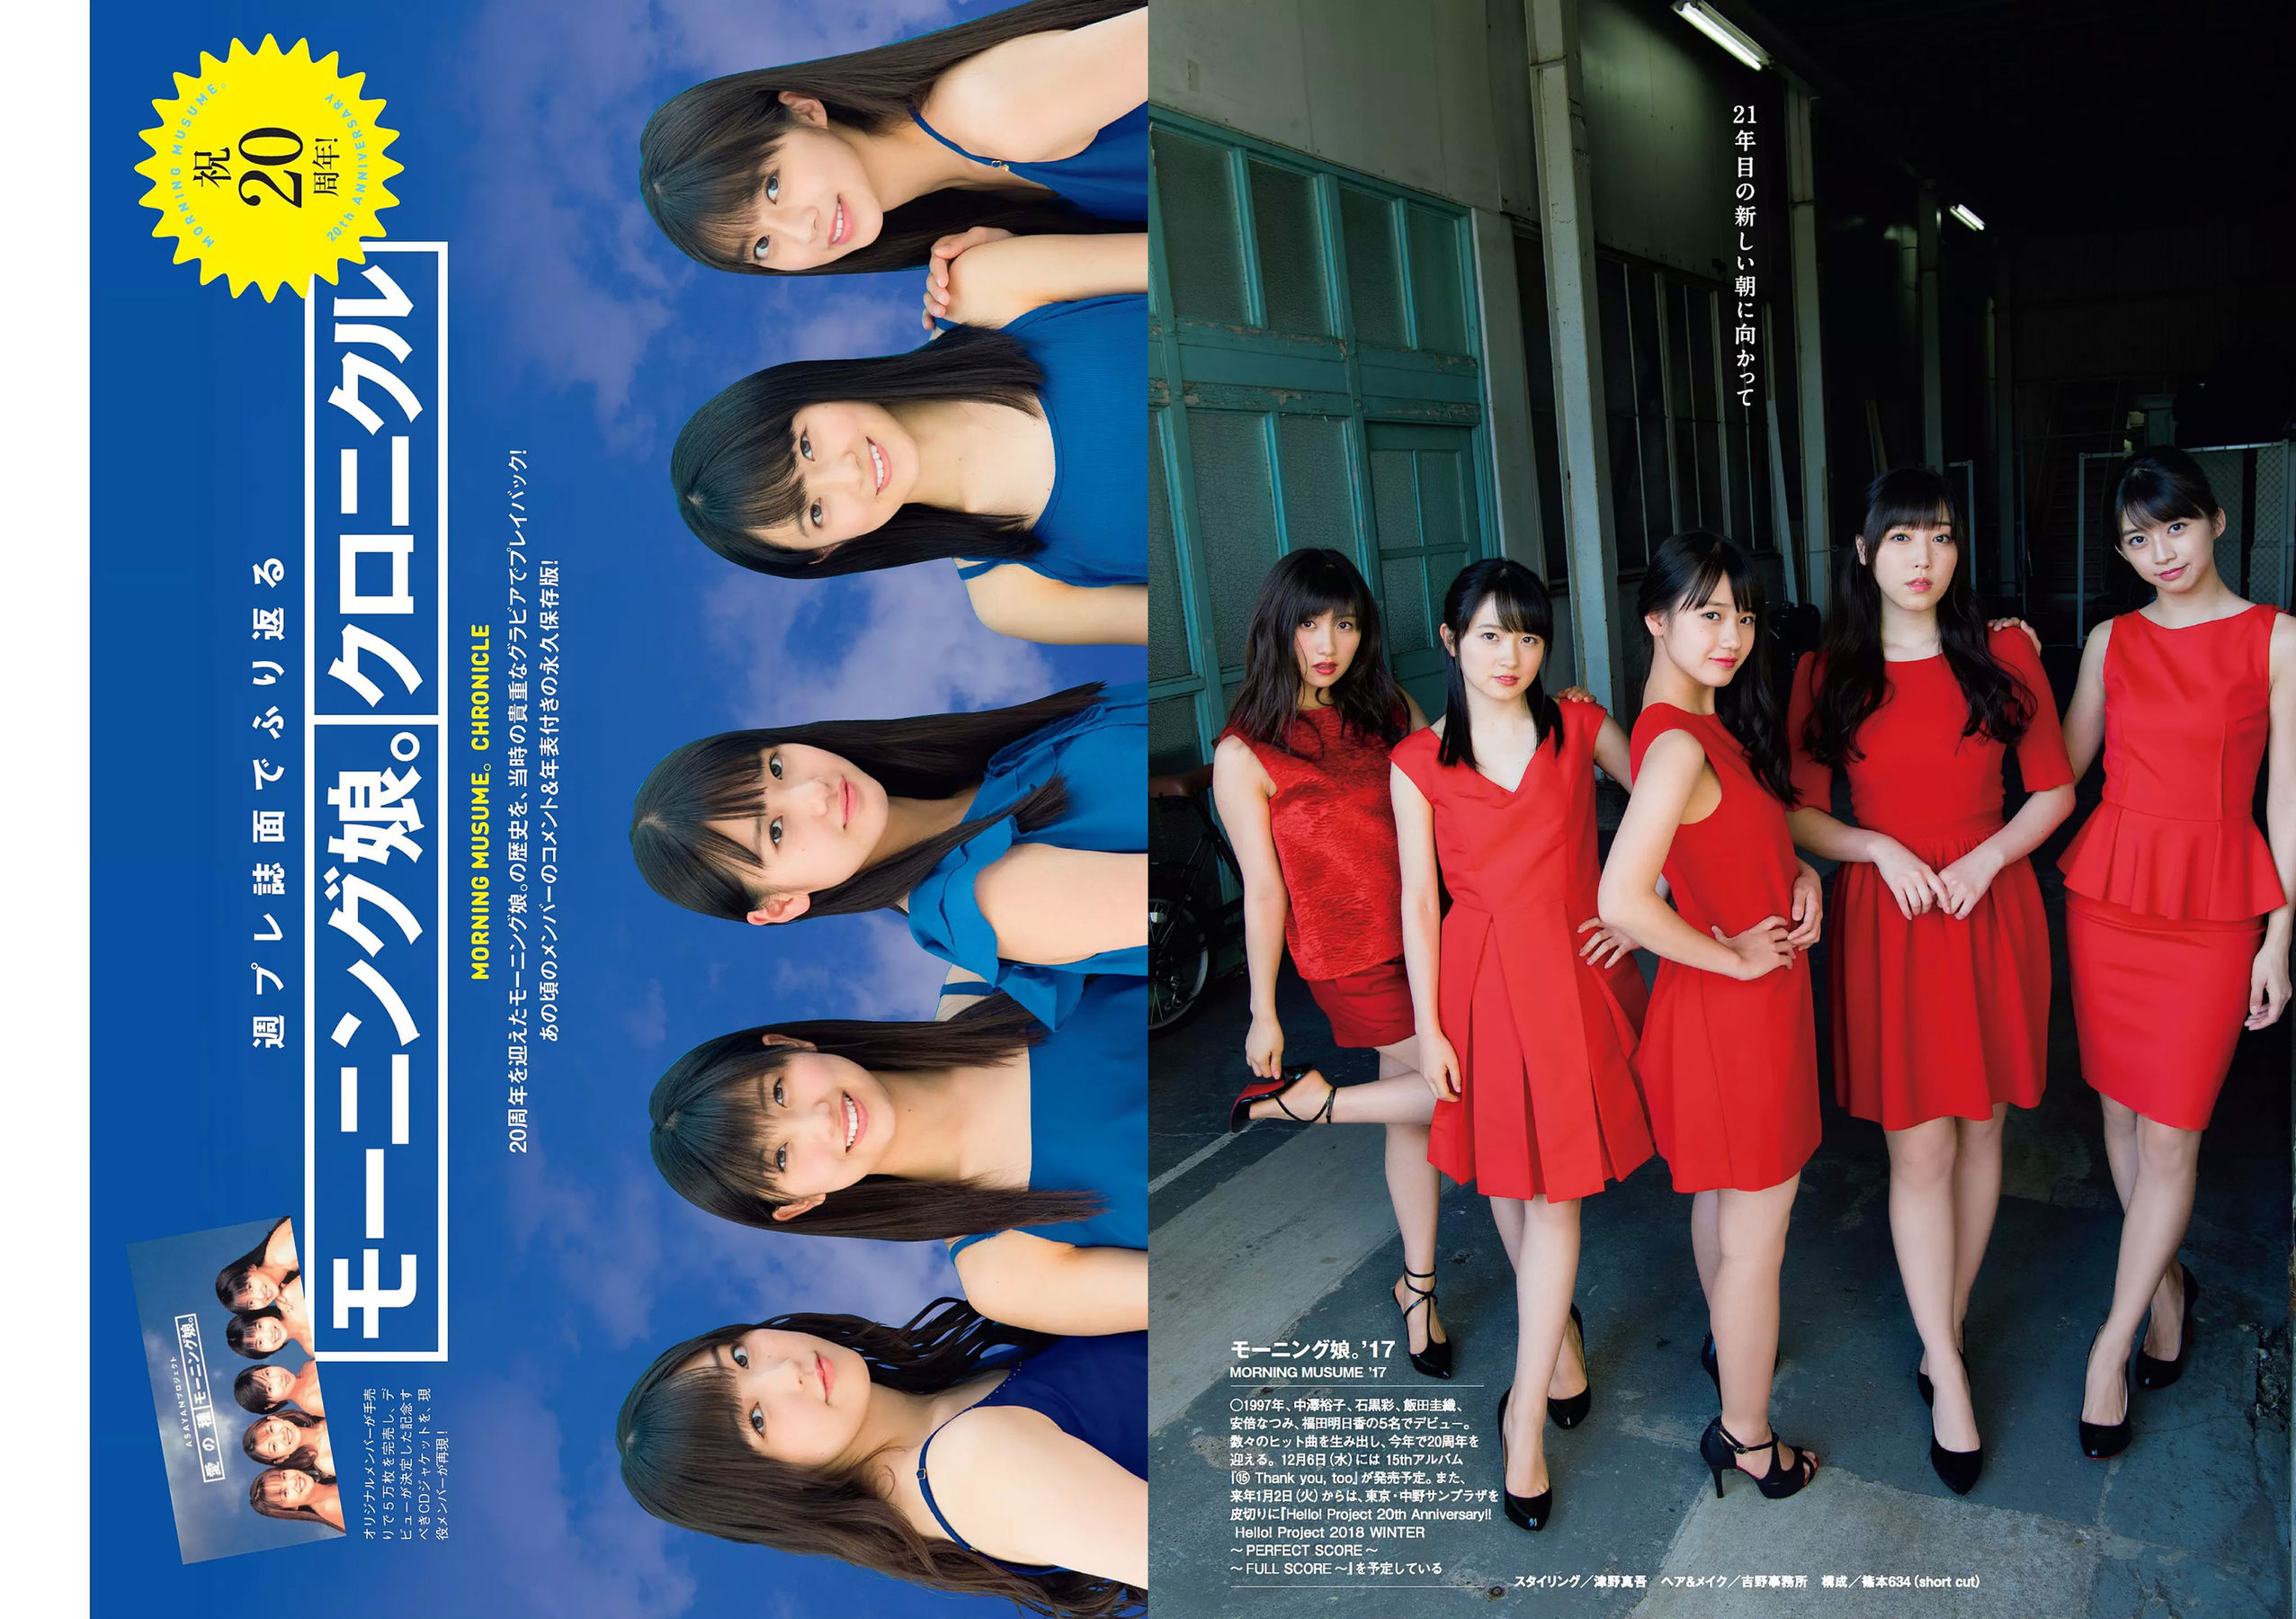 MORNING MUSUME。
祝
20
周年!
20th ANNIVERSARY
週プレ誌面でふり返る
モーニング娘。クロニクル
MORNING MUSUME。 CHRONICLE
20周年を迎えたモーニング娘。の歴史を、当時の貴重なグラビアでプレイバック!
あの頃のメンバーのコメント&年表付きの永久保存版!
ASAYANプロジェクト
愛の種 モーニング娘。
オリジナルメンバーが手売
りで5万枚を完売し、デ
ビューが決定した記念す
べきCDジャケットを、現
役メンバーが再現!
21年目の新しい朝に向かって
モーニング娘。'17
MORNING MUSUME '17
〇1997年、中澤裕子、石黒彩、飯田圭織、
安倍なつみ、福田明日香の5名でデビュー。
数々のヒット曲を生み出し、今年で20周年を
迎える。12月6日(水)には 15thアルバム
『⑮ Thank you, too』が発売予定。また、
来年1月2日(火)からは、東京・中野サンプラザを
皮切りに『Hello! Project 20th Anniversary!!
Hello! Project 2018 WINTER
~PERFECT SCORE~
~FULL SCORE~』を予定している
スタイリング/津野真吾 ヘア&メイク/吉野事務所 構成/篠本634(short cut)